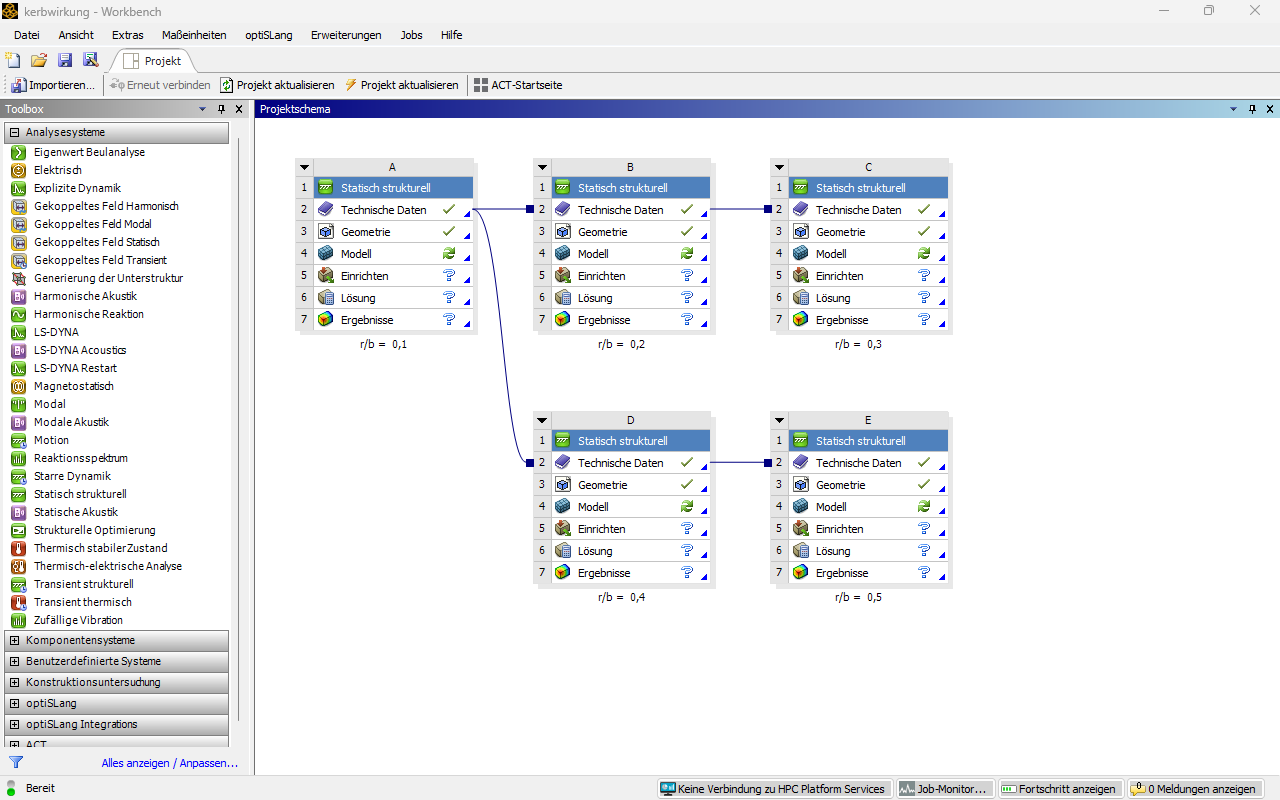 kerbwirkung - Workbench
Datei Ansicht Extras Maßeinheiten optiSLang Erweiterungen Jobs Hilfe
Projekt
Importieren... Erneut verbinden Projekt aktualisieren Projekt aktualisieren ACT-Startseite
Toolbox
Analysesysteme
Eigenwert Beulanalyse
Elektrisch
Explizite Dynamik
Gekoppeltes Feld Harmonisch
Gekoppeltes Feld Modal
Gekoppeltes Feld Statisch
Gekoppeltes Feld Transient
Generierung der Unterstruktur
Harmonische Akustik
Harmonische Reaktion
LS-DYNA
LS-DYNA Acoustics
LS-DYNA Restart
Magnetostatisch
Modal
Modale Akustik
Motion
Reaktionsspektrum
Starre Dynamik
Statisch strukturell
Statische Akustik
Strukturelle Optimierung
Thermisch stabiler Zustand
Thermisch-elektrische Analyse
Transient strukturell
Transient thermisch
Zufällige Vibration
Komponentensysteme
Benutzerdefinierte Systeme
Konstruktionsuntersuchung
optiSLang
optiSLang Integrations
ACT
Alles anzeigen / Anpassen...
Projektschema
A
1 Statisch strukturell
2 Technische Daten
3 Geometrie
4 Modell
5 Einrichten
6 Lösung
7 Ergebnisse
r/b = 0,1
B
1 Statisch strukturell
2 Technische Daten
3 Geometrie
4 Modell
5 Einrichten
6 Lösung
7 Ergebnisse
r/b = 0,2
C
1 Statisch strukturell
2 Technische Daten
3 Geometrie
4 Modell
5 Einrichten
6 Lösung
7 Ergebnisse
r/b = 0,3
D
1 Statisch strukturell
2 Technische Daten
3 Geometrie
4 Modell
5 Einrichten
6 Lösung
7 Ergebnisse
r/b = 0,4
E
1 Statisch strukturell
2 Technische Daten
3 Geometrie
4 Modell
5 Einrichten
6 Lösung
7 Ergebnisse
r/b = 0,5
Bereit
Keine Verbindung zu HPC Platform Services Job-Monitor... Fortschritt anzeigen 0 Meldungen anzeigen